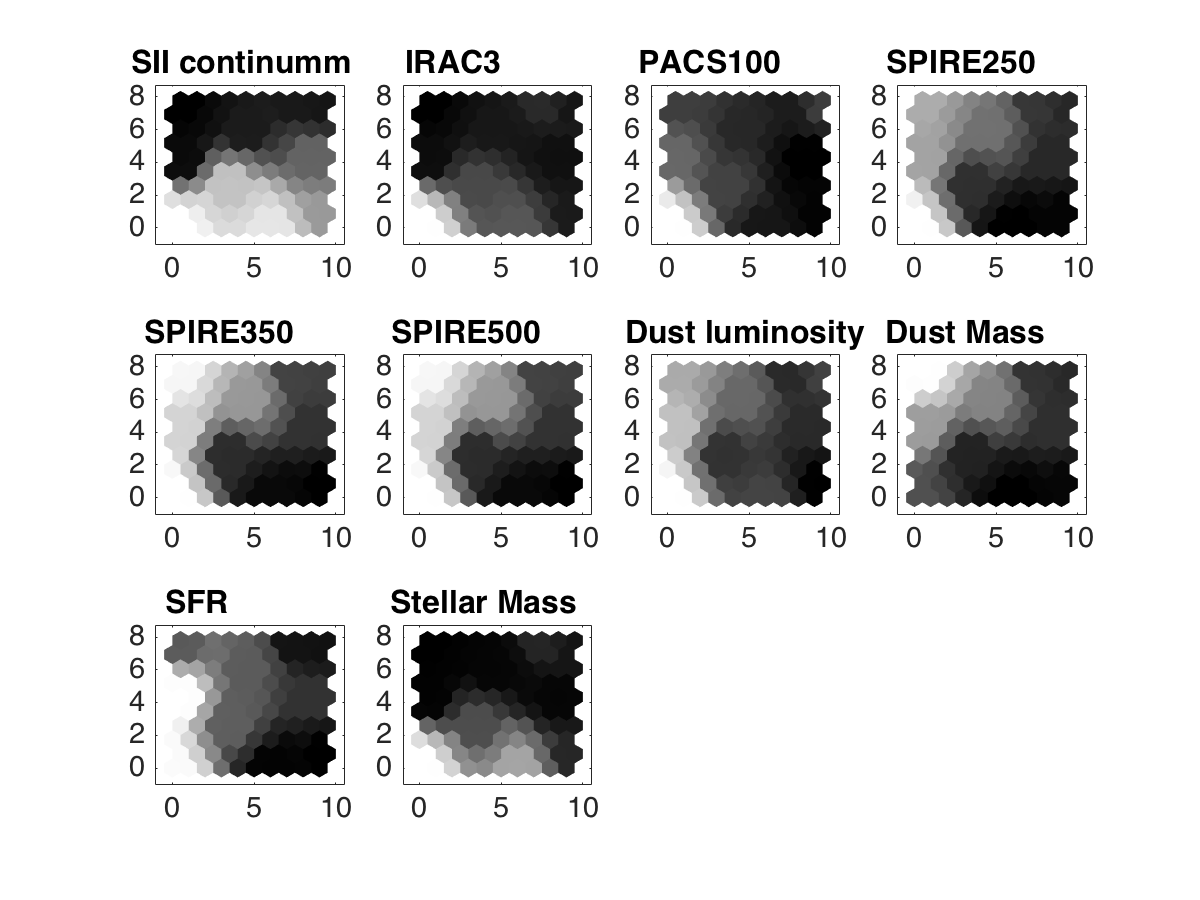 SII continumm IRAC3 PACS100 SPIRE250
8 8 8 8
6 6 6 6
4 4 4 4
2 2 2 2
0 0 0 0
0 5 10 0 5 10 0 5 10 0 5 10
SPIRE350 SPIRE500 Dust luminosity Dust Mass
8 8 8 8
6 6 6 6
4 4 4 4
2 2 2 2
0 0 0 0
0 5 10 0 5 10 0 5 10 0 5 10
SFR Stellar Mass
8 8
6 6
4 4
2 2
0 0
0 5 10 0 5 10